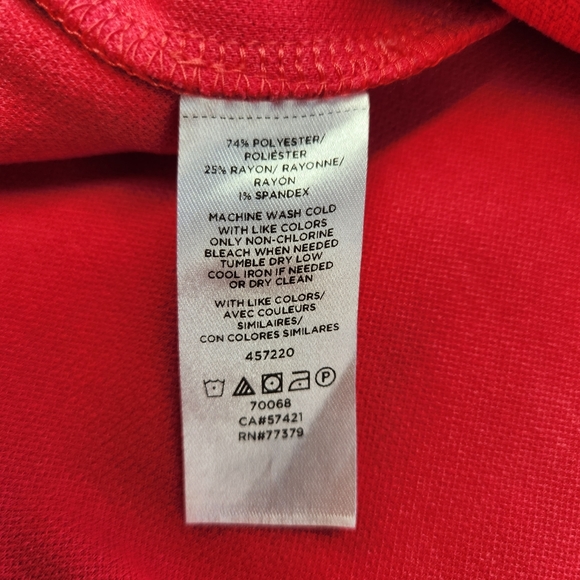 74% POLYESTER/
POLIÉSTER
25% RAYON/ RAYONNE/
RAYÓN
1% SPANDEX
MACHINE WASH COLD
WITH LIKE COLORS
ONLY NON-CHLORINE
BLEACH WHEN NEEDED
TUMBLE DRY LOW
COOL IRON IF NEEDED
OR DRY CLEAN
WITH LIKE COLORS/
AVEC COULEURS
SIMILAIRES/
CON COLORES SIMILARES
457220
P
70068
CA#57421
RN#77379